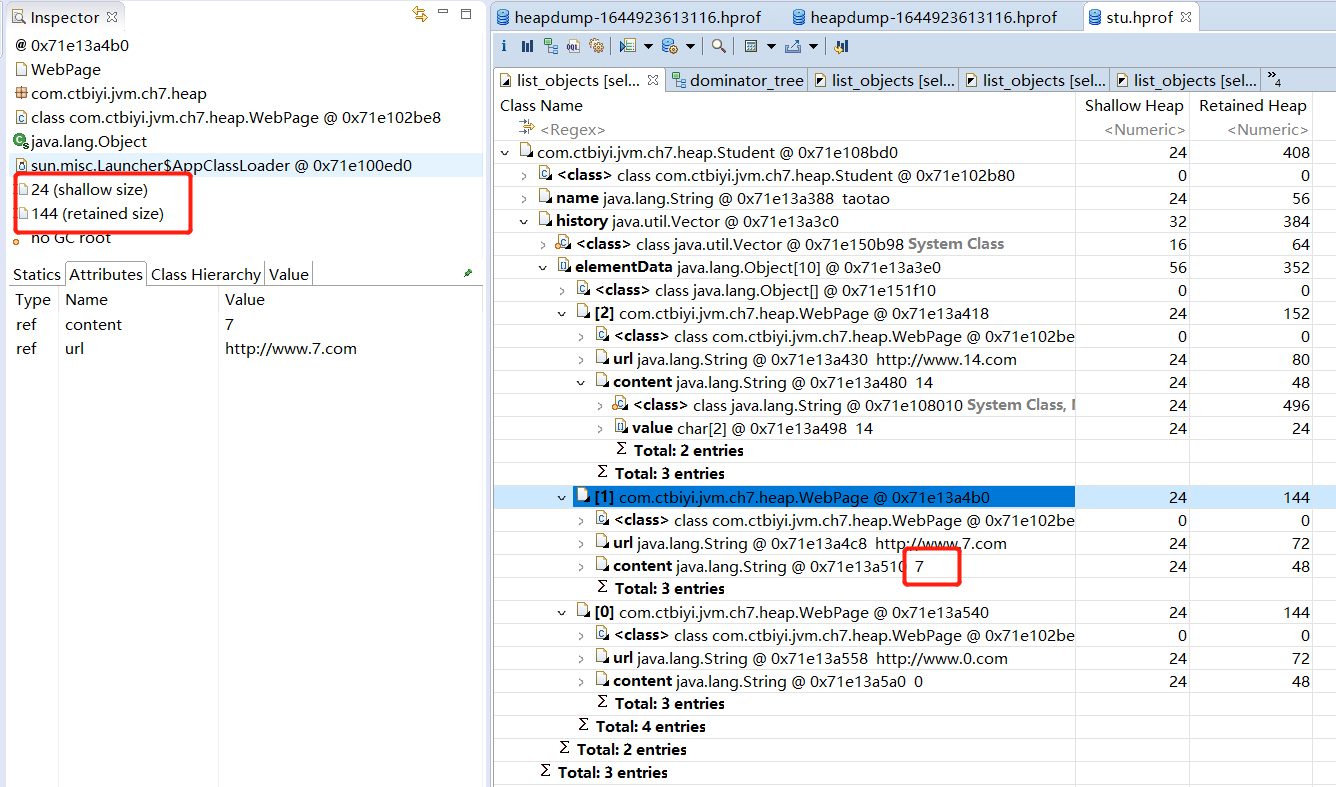 Inspector
@ 0x71e13a4b0
WebPage
com.ctbiyi.jvm.ch7.heap
class com.ctbiyi.jvm.ch7.heap.WebPage @ 0x71e102be8
java.lang.Object
sun.misc.Launcher$AppClassLoader @ 0x71e100ed0
24 (shallow size)
144 (retained size)
no GC root
Statics Attributes Class Hierarchy Value
Type Name Value
ref content 7
ref url http://www.7.com
heapdump-1644923613116.hprof heapdump-1644923613116.hprof stu.hprof
list_objects [sel... dominator_tree list_objects [sel... list_objects [sel... list_objects [sel... »4
Class Name Shallow Heap Retained Heap
<Regex> <Numeric> <Numeric>
com.ctbiyi.jvm.ch7.heap.Student @ 0x71e108bd0 24 408
<class> class com.ctbiyi.jvm.ch7.heap.Student @ 0x71e102b80 0 0
name java.lang.String @ 0x71e13a388 taotao 24 56
history java.util.Vector @ 0x71e13a3c0 32 384
<class> class java.util.Vector @ 0x71e150b98 System Class 16 64
elementData java.lang.Object[10] @ 0x71e13a3e0 56 352
<class> class java.lang.Object[] @ 0x71e151f10 0 0
[2] com.ctbiyi.jvm.ch7.heap.WebPage @ 0x71e13a418 24 152
<class> class com.ctbiyi.jvm.ch7.heap.WebPage @ 0x71e102be 0 0
url java.lang.String @ 0x71e13a430 http://www.14.com 24 80
content java.lang.String @ 0x71e13a480 14 24 48
<class> class java.lang.String @ 0x71e108010 System Class, 24 496
value char[2] @ 0x71e13a498 14 24 24
Σ Total: 2 entries
Σ Total: 3 entries
[1] com.ctbiyi.jvm.ch7.heap.WebPage @ 0x71e13a4b0 24 144
<class> class com.ctbiyi.jvm.ch7.heap.WebPage @ 0x71e102be 0 0
url java.lang.String @ 0x71e13a4c8 http://www.7.com 24 72
content java.lang.String @ 0x71e13a510 7 24 48
Σ Total: 3 entries
[0] com.ctbiyi.jvm.ch7.heap.WebPage @ 0x71e13a540 24 144
<class> class com.ctbiyi.jvm.ch7.heap.WebPage @ 0x71e102be 0 0
url java.lang.String @ 0x71e13a558 http://www.0.com 24 72
content java.lang.String @ 0x71e13a5a0 0 24 48
Σ Total: 3 entries
Σ Total: 4 entries
Σ Total: 2 entries
Σ Total: 3 entries